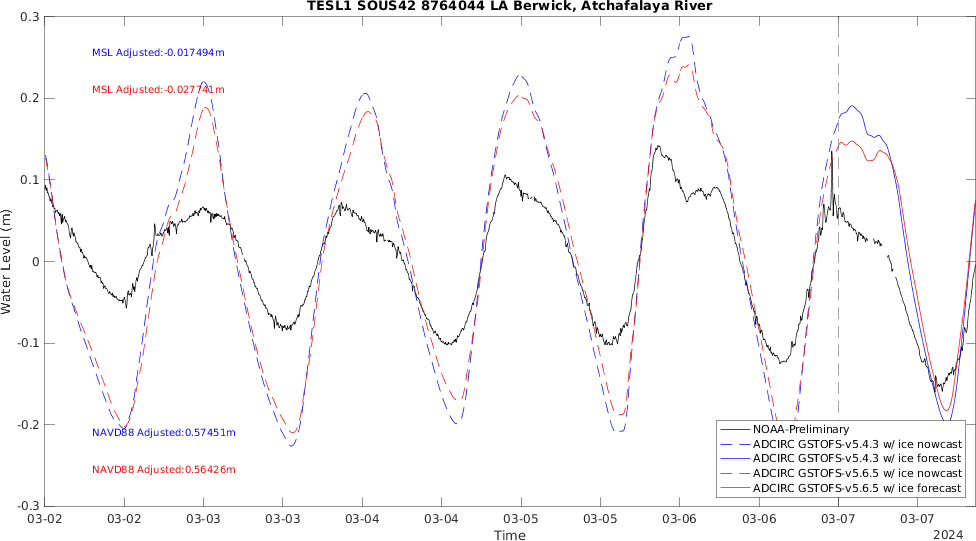 TESL1 SOUS42 8764044 LA Berwick, Atchafalaya River
0.3
0.2
0.1
0
-0.1
-0.2
-0.3
Water Level (m)
MSL Adjusted:-0.017494m
MSL Adjusted:-0.027741m
NAVD88 Adjusted:0.57451m
NAVD88 Adjusted:0.56426m
NOAA-Preliminary
ADCIRC GSTOFS-v5.4.3 w/ ice nowcast
ADCIRC GSTOFS-v5.4.3 w/ ice forecast
ADCIRC GSTOFS-v5.6.5 w/ ice nowcast
ADCIRC GSTOFS-v5.6.5 w/ ice forecast
03-02 03-02 03-03 03-03 03-04 03-04 03-05 03-05 03-06 03-06 03-07 03-07
Time
2024